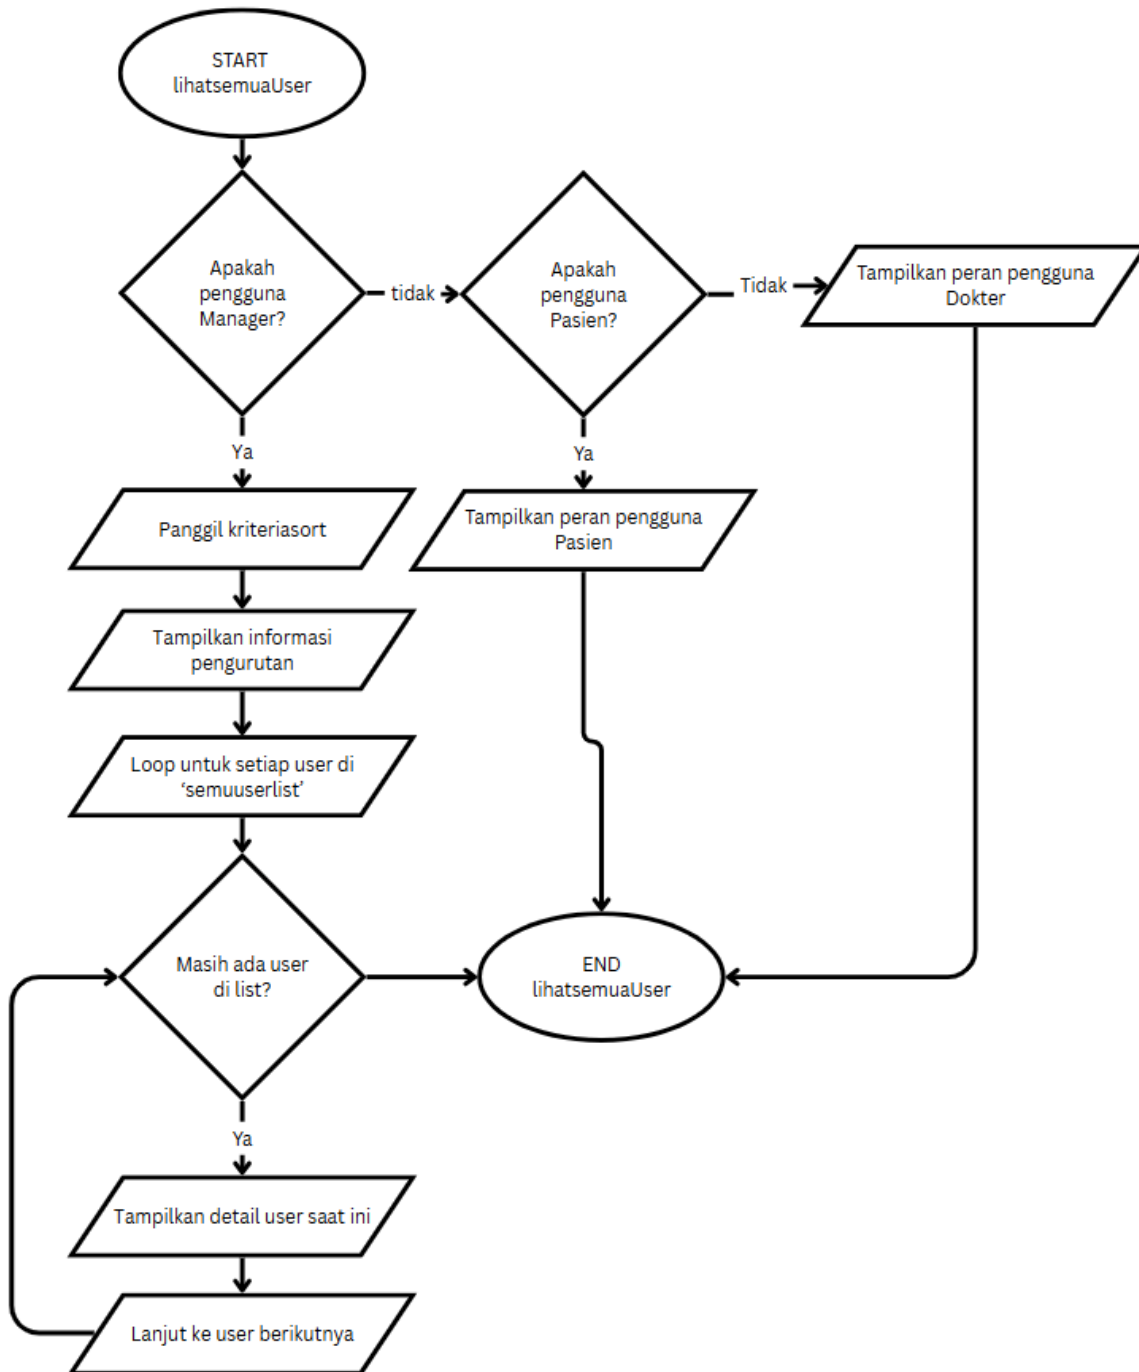 START
lihatsemuaUser
Apakah
pengguna
Manager?
tidak
Apakah
pengguna
Pasien?
Tidak
Tampilkan peran pengguna
Dokter
Ya
Ya
Panggil kriteriasort
Tampilkan peran pengguna
Pasien
Tampilkan informasi
pengurutan
Loop untuk setiap user di
‘semuuserlist’
Masih ada user
di list?
END
lihatsemuaUser
Ya
Tampilkan detail user saat ini
Lanjut ke user berikutnya